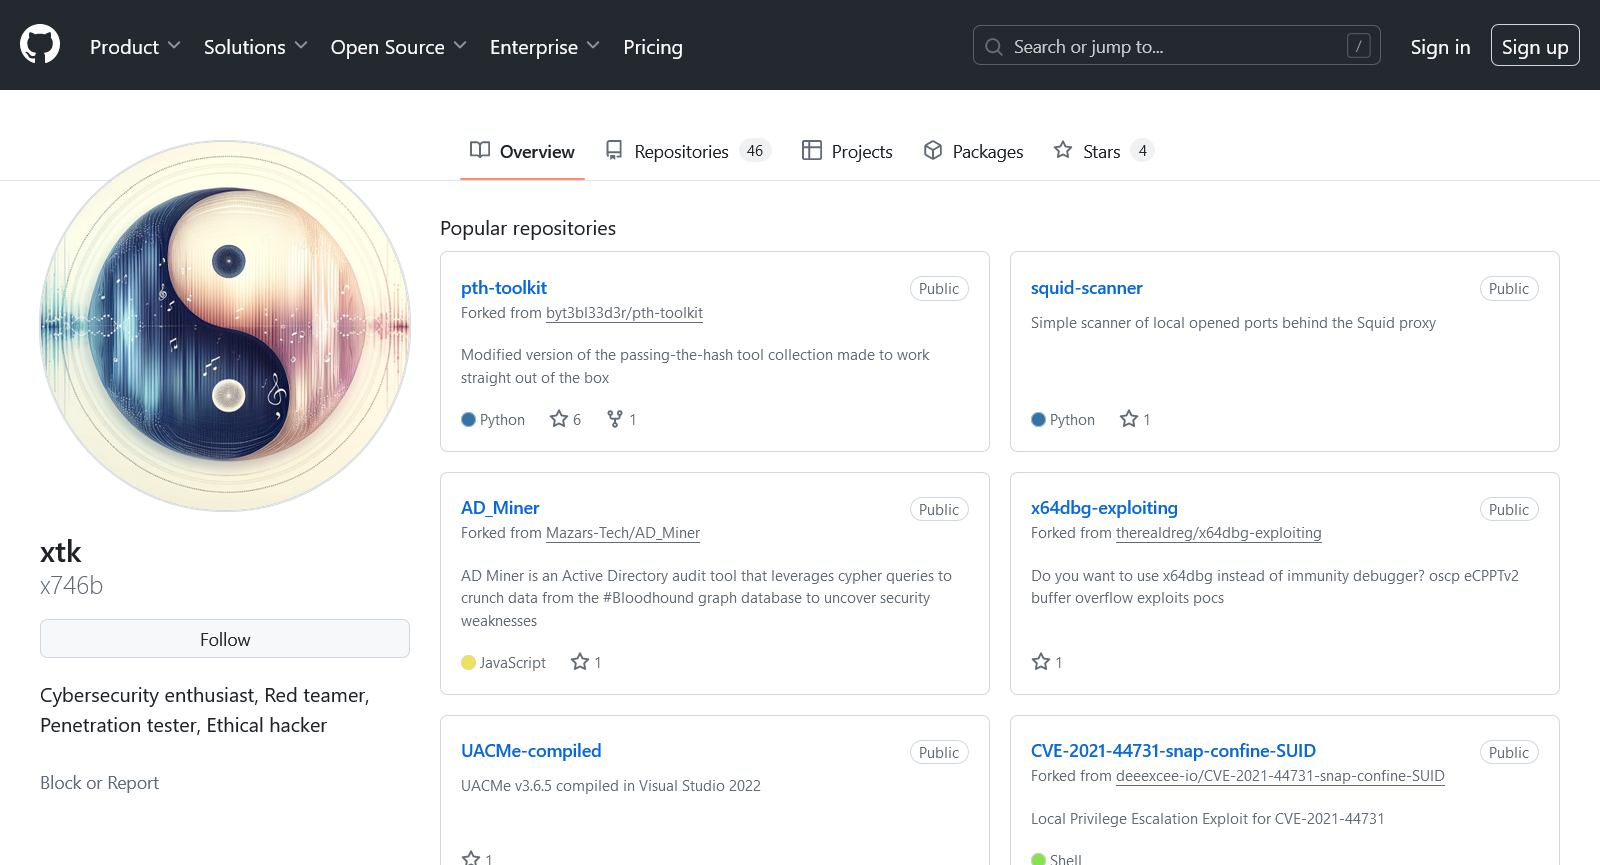 Product Solutions Open Source Enterprise Pricing Search or jump to... / Sign in Sign up
Overview Repositories 46 Projects Packages Stars 4
xtk
x746b
Follow
Cybersecurity enthusiast, Red teamer,
Penetration tester, Ethical hacker
Block or Report
Popular repositories
pth-toolkit Public
Forked from byt3bl33d3r/pth-toolkit
Modified version of the passing-the-hash tool collection made to work
straight out of the box
Python 6 1
squid-scanner Public
Simple scanner of local opened ports behind the Squid proxy
Python 1
AD_Miner Public
Forked from Mazars-Tech/AD_Miner
AD Miner is an Active Directory audit tool that leverages cypher queries to
crunch data from the #Bloodhound graph database to uncover security
weaknesses
JavaScript 1
x64dbg-exploiting Public
Forked from therealdreg/x64dbg-exploiting
Do you want to use x64dbg instead of immunity debugger? oscp eCPPTv2
buffer overflow exploits pocs
1
UACMe-compiled Public
UACMe v3.6.5 compiled in Visual Studio 2022
1
CVE-2021-44731-snap-confine-SUID Public
Forked from deeexcee-io/CVE-2021-44731-snap-confine-SUID
Local Privilege Escalation Exploit for CVE-2021-44731
Shell